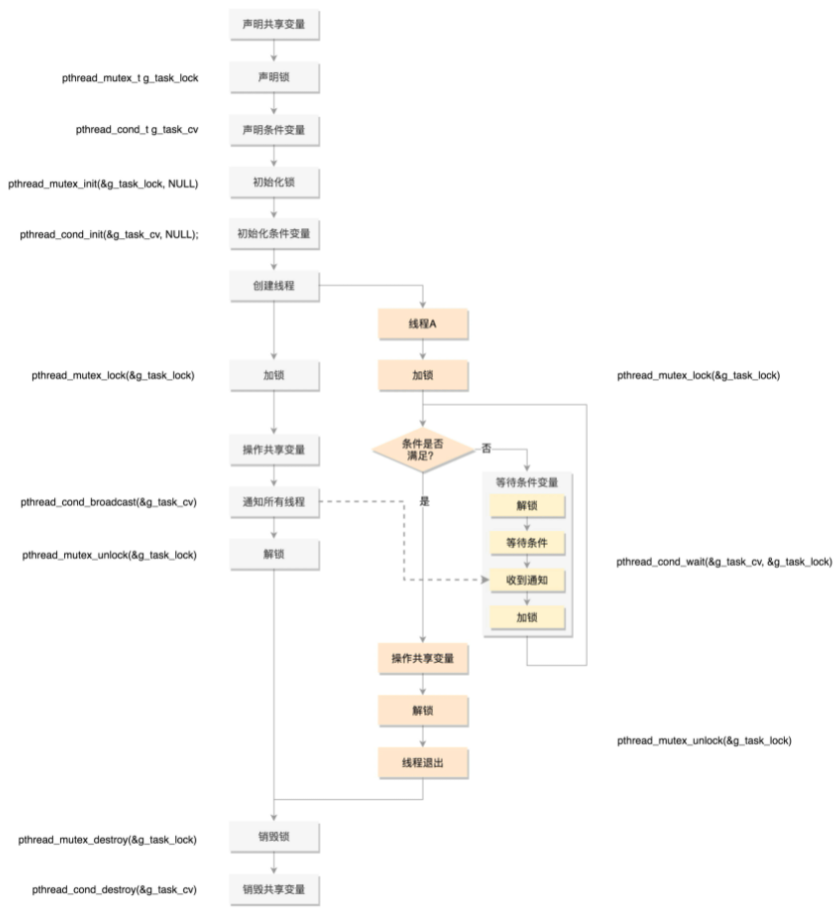 声明共享变量
pthread_mutex_t g_task_lock
声明锁
pthread_cond_t g_task_cv
声明条件变量
pthread_mutex_init(&g_task_lock, NULL)
初始化锁
pthread_cond_init(&g_task_cv, NULL);
初始化条件变量
创建线程
线程A
pthread_mutex_lock(&g_task_lock)
加锁
加锁
pthread_mutex_lock(&g_task_lock)
操作共享变量
条件是否
满足?
否
等待条件变量
pthread_cond_broadcast(&g_task_cv)
通知所有线程
是
解锁
pthread_mutex_unlock(&g_task_lock)
解锁
等待条件
pthread_cond_wait(&g_task_cv, &g_task_lock)
收到通知
加锁
操作共享变量
解锁
pthread_mutex_unlock(&g_task_lock)
线程退出
pthread_mutex_destroy(&g_task_lock)
销毁锁
pthread_cond_destroy(&g_task_cv)
销毁共享变量